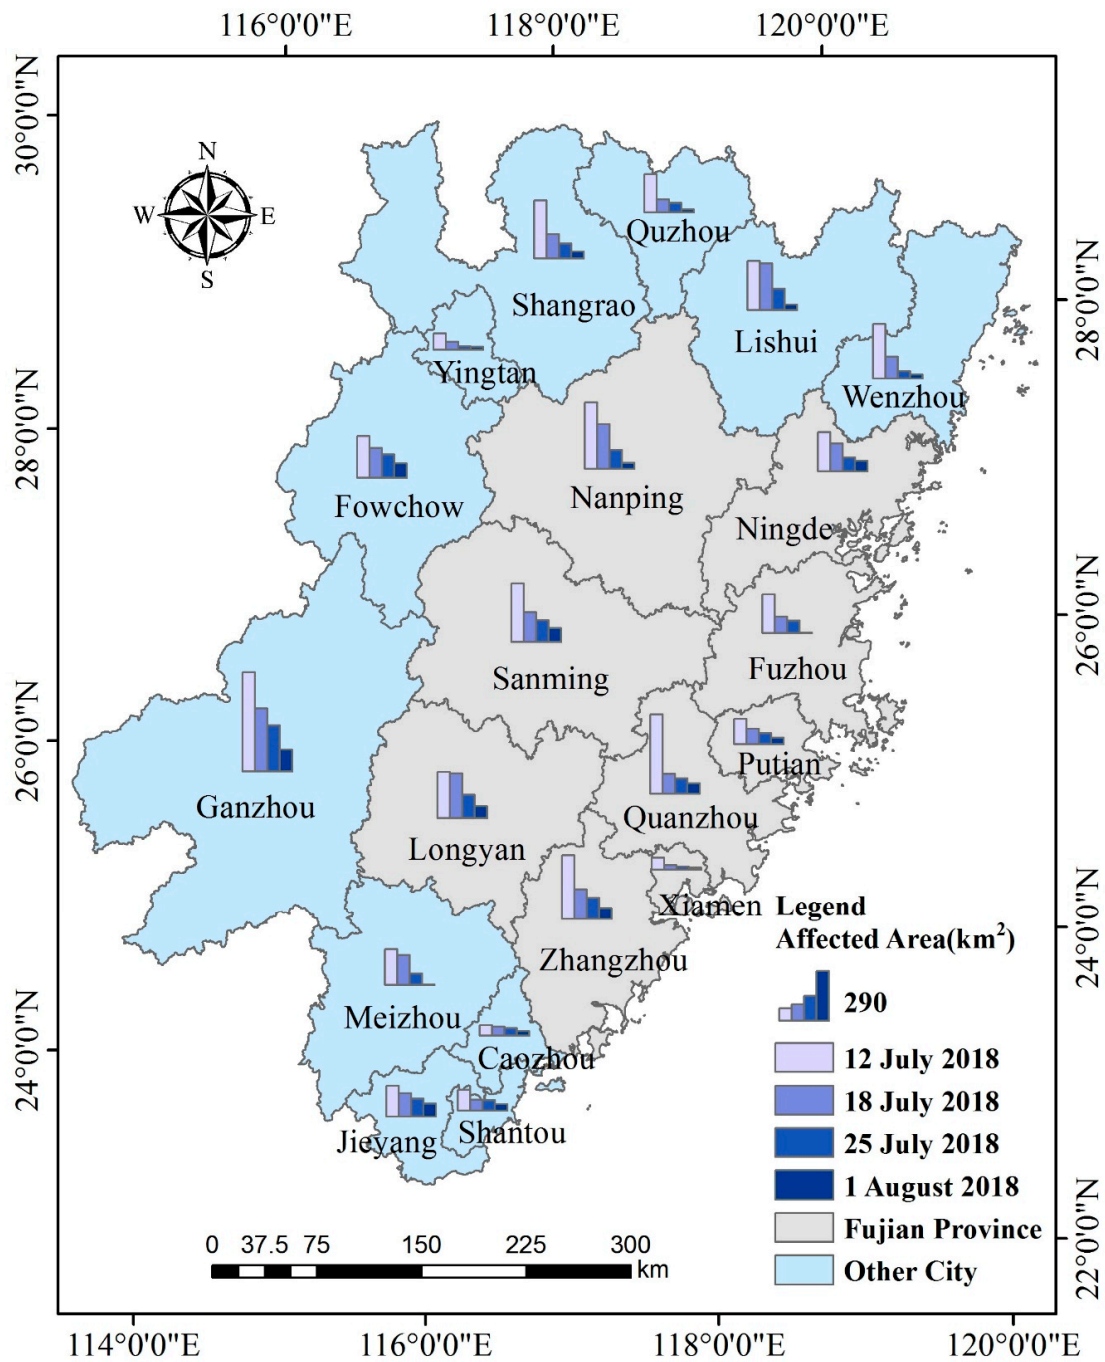 116°0'0"E
118°0'0"E
120°0'0"E
30°0'0"N
28°0'0"N
26°0'0"N
24°0'0"N
N
W
E
S
Quzhou
Shangrao
Lishui
Yingtan
Wenzhou
Fowchow
Nanping
Ningde
Sanming
Fuzhou
Putian
Ganzhou
Quanzhou
Longyan
Xiamen
Zhangzhou
Meizhou
Caozhou
Jieyang
Shantou
Legend
Affected Area(km²)
290
12 July 2018
18 July 2018
25 July 2018
1 August 2018
Fujian Province
Other City
0 37.5 75 150 225 300
km
28°0'0"N
26°0'0"N
24°0'0"N
22°0'0"N
114°0'0"E
116°0'0"E
118°0'0"E
120°0'0"E